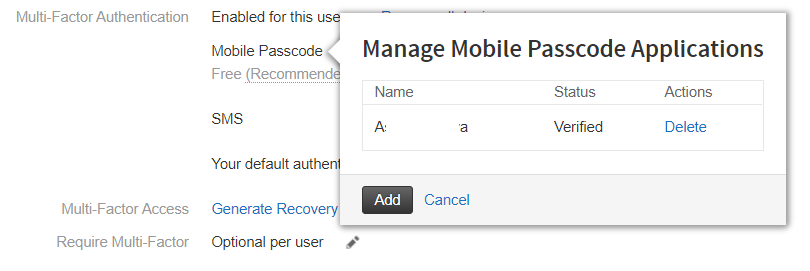 Multi-Factor Authentication Enabled for this use
Mobile Passcode
Free (Recommende
SMS
Your default authent
Multi-Factor Access Generate Recovery
Require Multi-Factor Optional per user
Manage Mobile Passcode Applications
Name Status Actions
Verified Delete
Add Cancel